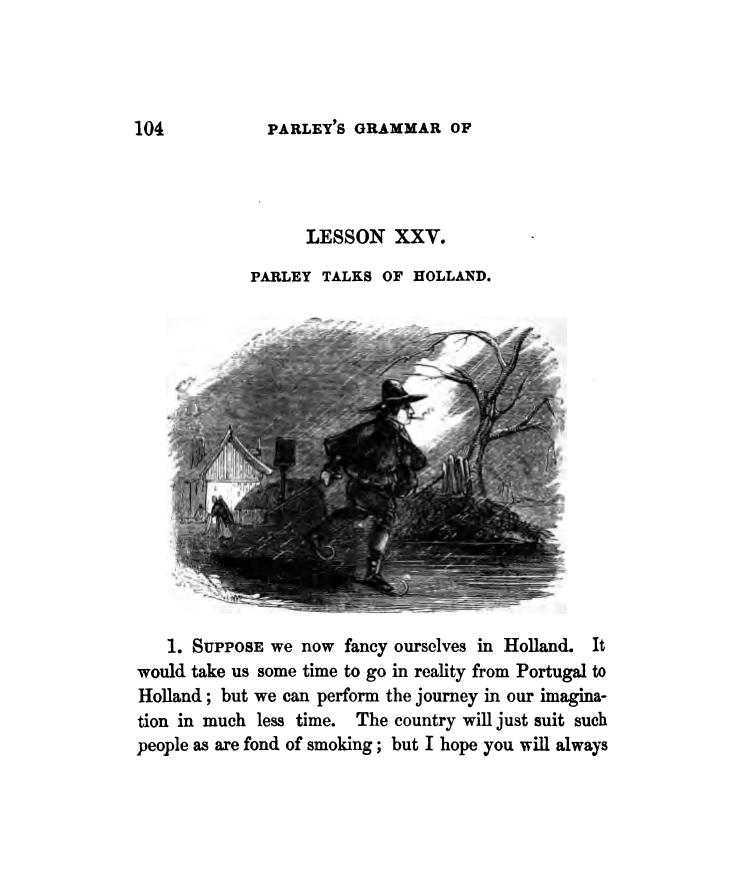 104 PARLEY'S GRAMMAR OF
LESSON XXV.
PARLEY TALKS OF HOLLAND.
1. SUPPOSE we now fancy ourselves in Holland. It
would take us some time to go in reality from Portugal to
Holland; but we can perform the journey in our imagina-
tion in much less time. The country will just suit such
people as are fond of smoking; but I hope you will always